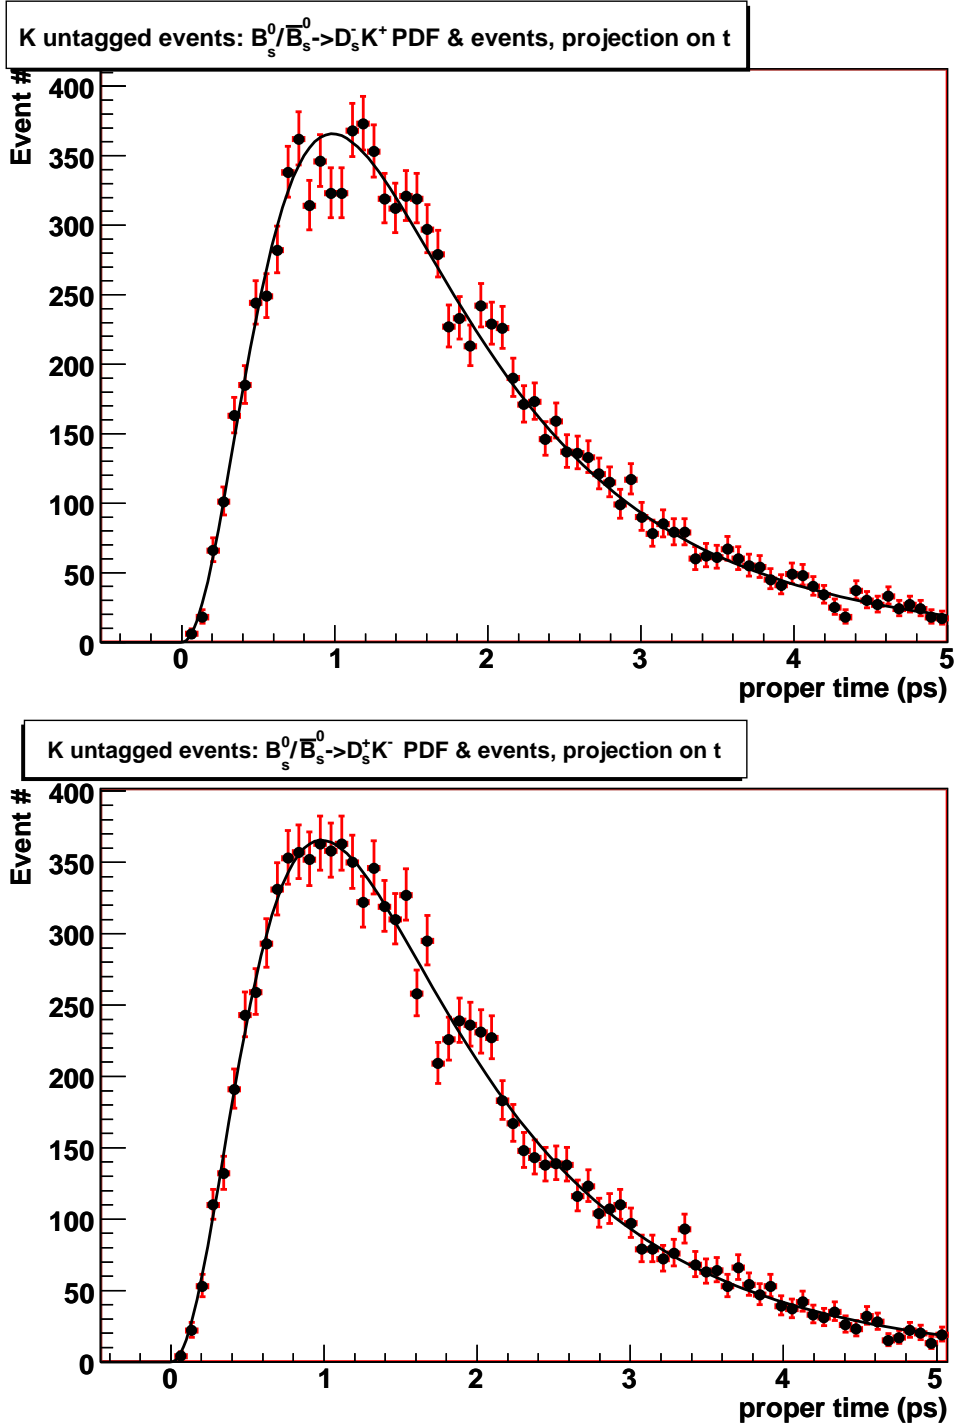 K untagged events: B⁰ₛ/B̅⁰ₛ->D⁻ₛK⁺ PDF & events, projection on t
Event #
400
350
300
250
200
150
100
50
0
0 1 2 3 4 5
proper time (ps)
K untagged events: B⁰ₛ/B̅⁰ₛ->D⁺ₛK⁻ PDF & events, projection on t
Event #
400
350
300
250
200
150
100
50
0
0 1 2 3 4 5
proper time (ps)